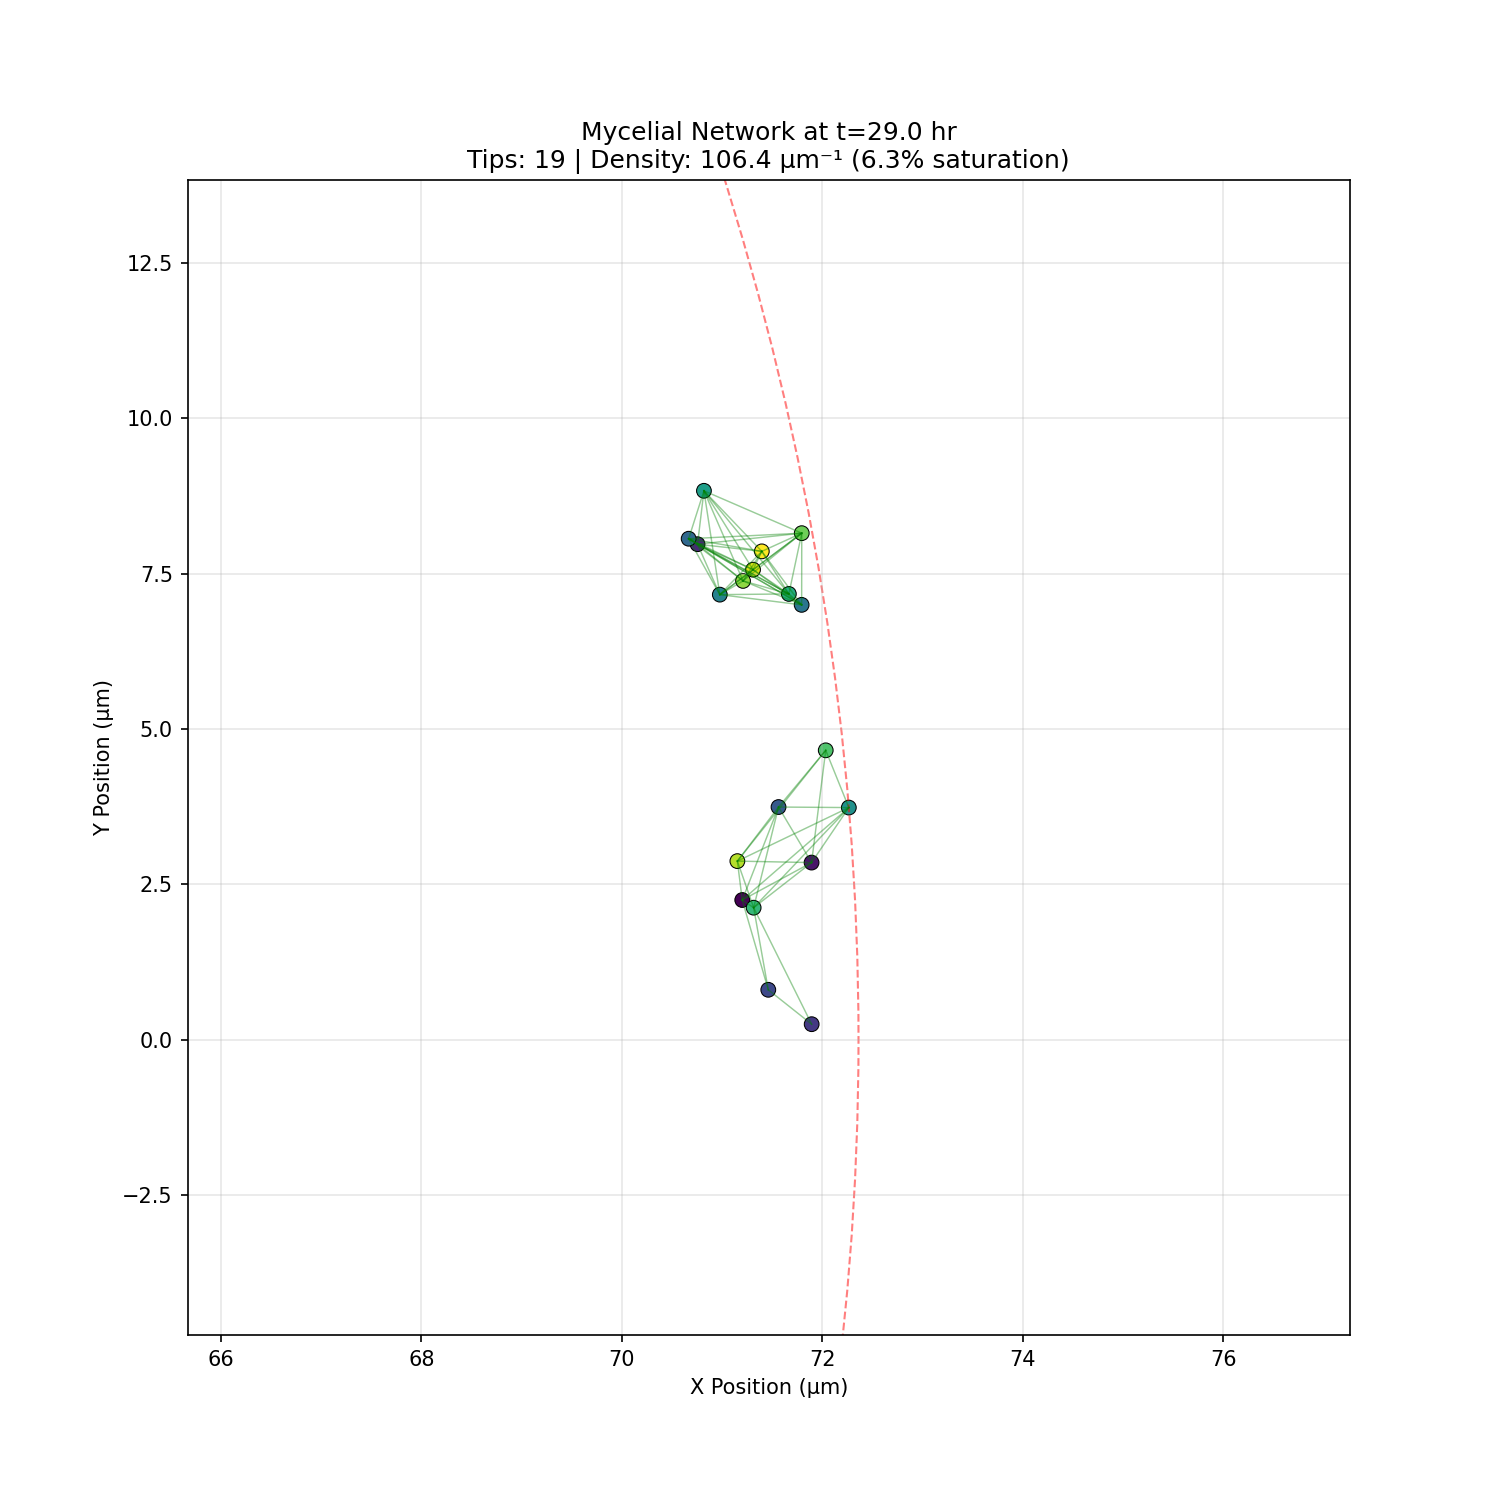 Mycelial Network at t=29.0 hr
Tips: 19 | Density: 106.4 μm⁻¹ (6.3% saturation)
12.5
10.0
7.5
5.0
2.5
0.0
−2.5
Y Position (μm)
66 68 70 72 74 76
X Position (μm)